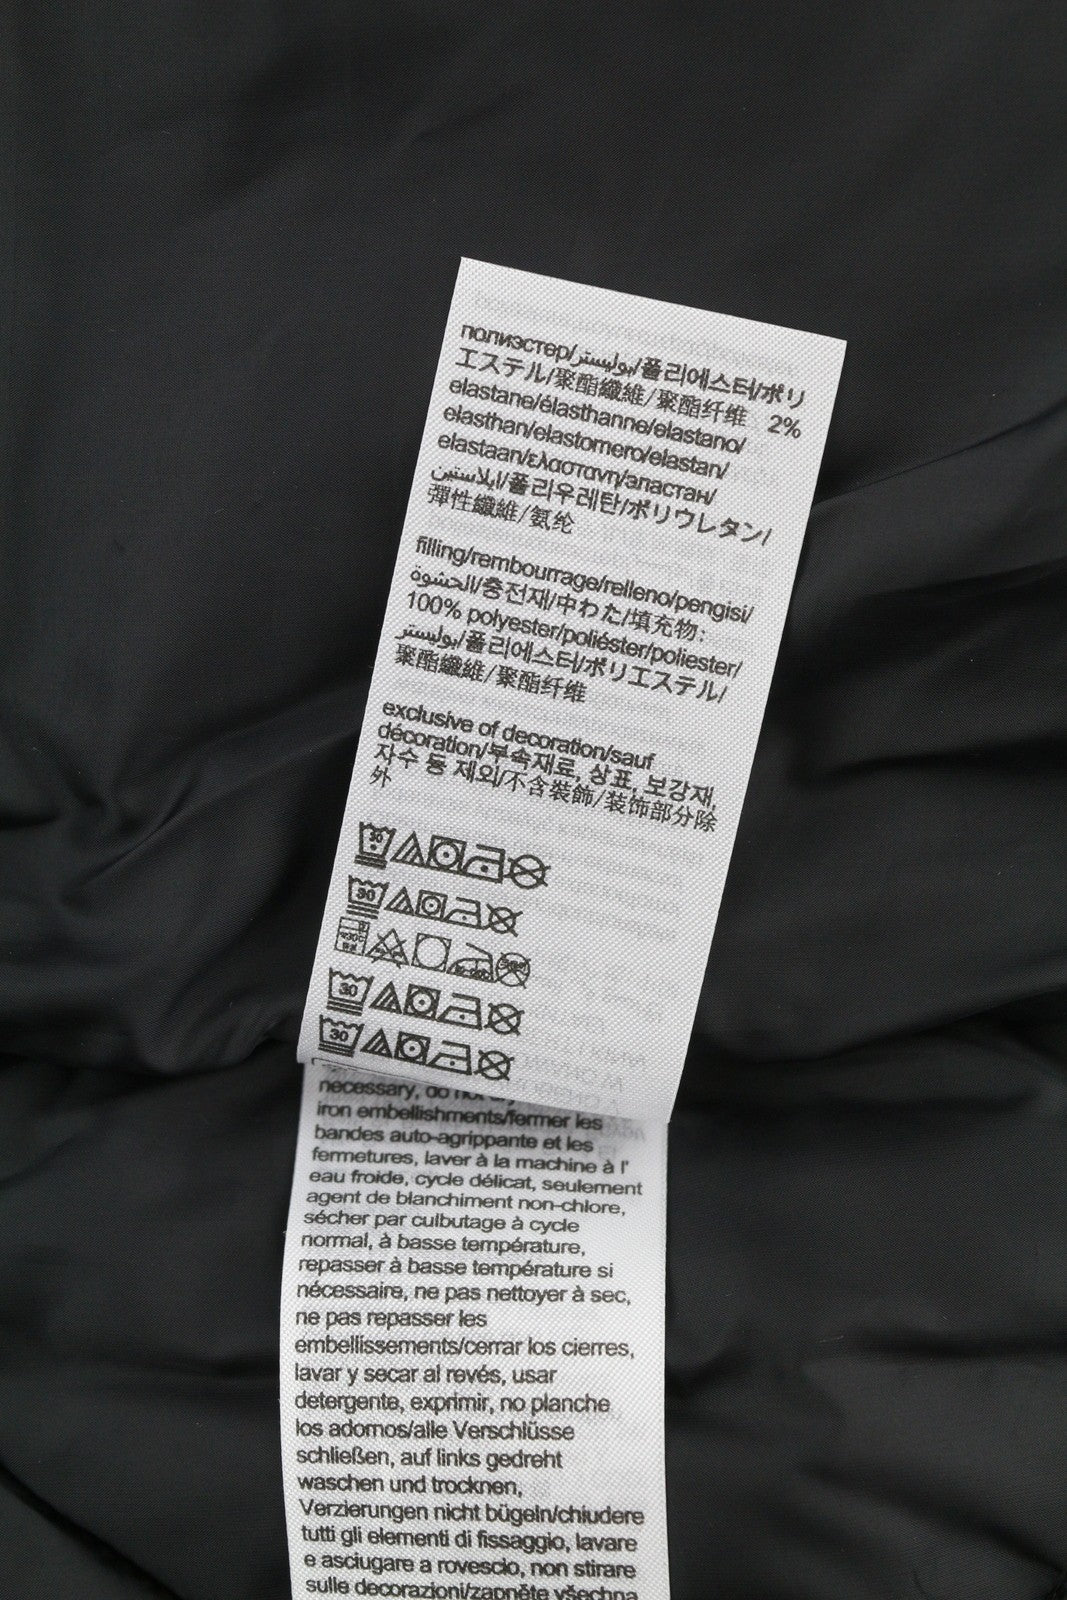 полиэстер/بوليستر/폴리에스터/ポリ
エステル/聚酯纖維/聚酯纤维 2%
elastane/élasthanne/elastano/
elasthan/elastomero/elastan/
elastaan/ελαστανη/эластан/
ايلاستين/폴리우레탄/ポリウレタン/
彈性纖維/氨纶
filling/rembourrage/relleno/pengisi/
الحشوة/충전재/中わた/填充物:
100% polyester/poliéster/poliester/
بوليستر/폴리에스터/ポリエステル/
聚酯纖維/聚酯纤维
exclusive of decoration/sauf
décoration/부속재료, 상표, 보강재,
자수 등 제외/不含裝飾/装饰部分除
外
30
30
30
30
necessary, do not
iron embellishments/fermer les
bandes auto-agrippante et les
fermetures, laver à la machine à l'
eau froide, cycle délicat, seulement
agent de blanchiment non-chlore,
sécher par culbutage à cycle
normal, à basse température,
repasser à basse température si
nécessaire, ne pas nettoyer à sec,
ne pas repasser les
embellissements/cerrar los cierres,
lavar y secar al revés, usar
detergente, exprimir, no planche
los adornos/alle Verschlüsse
schließen, auf links gedreht
waschen und trocknen,
Verzierungen nicht bügeln/chiudere
tutti gli elementi di fissaggio, lavare
e asciugare a rovescio, non stirare
sulle decorazioni/zapněte všechna